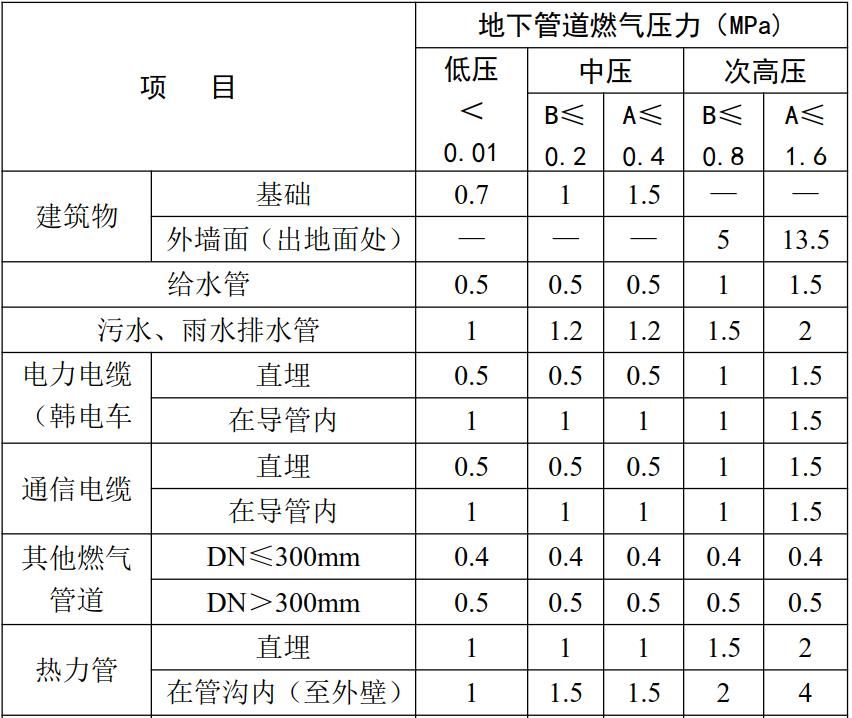 项 目 地下管道燃气压力（MPa）
低压 中压 次高压
＜ B≤ A≤ B≤ A≤
0.01 0.2 0.4 0.8 1.6
建筑物 基础 0.7 1 1.5 — —
外墙面（出地面处） — — — 5 13.5
给水管 0.5 0.5 0.5 1 1.5
污水、雨水排水管 1 1.2 1.2 1.5 2
电力电缆 直埋 0.5 0.5 0.5 1 1.5
（韩电车 在导管内 1 1 1 1 1.5
通信电缆 直埋 0.5 0.5 0.5 1 1.5
在导管内 1 1 1 1 1.5
其他燃气 DN≤300mm 0.4 0.4 0.4 0.4 0.4
管道 DN＞300mm 0.5 0.5 0.5 0.5 0.5
热力管 直埋 1 1 1 1.5 2
在管沟内（至外壁） 1 1.5 1.5 2 4